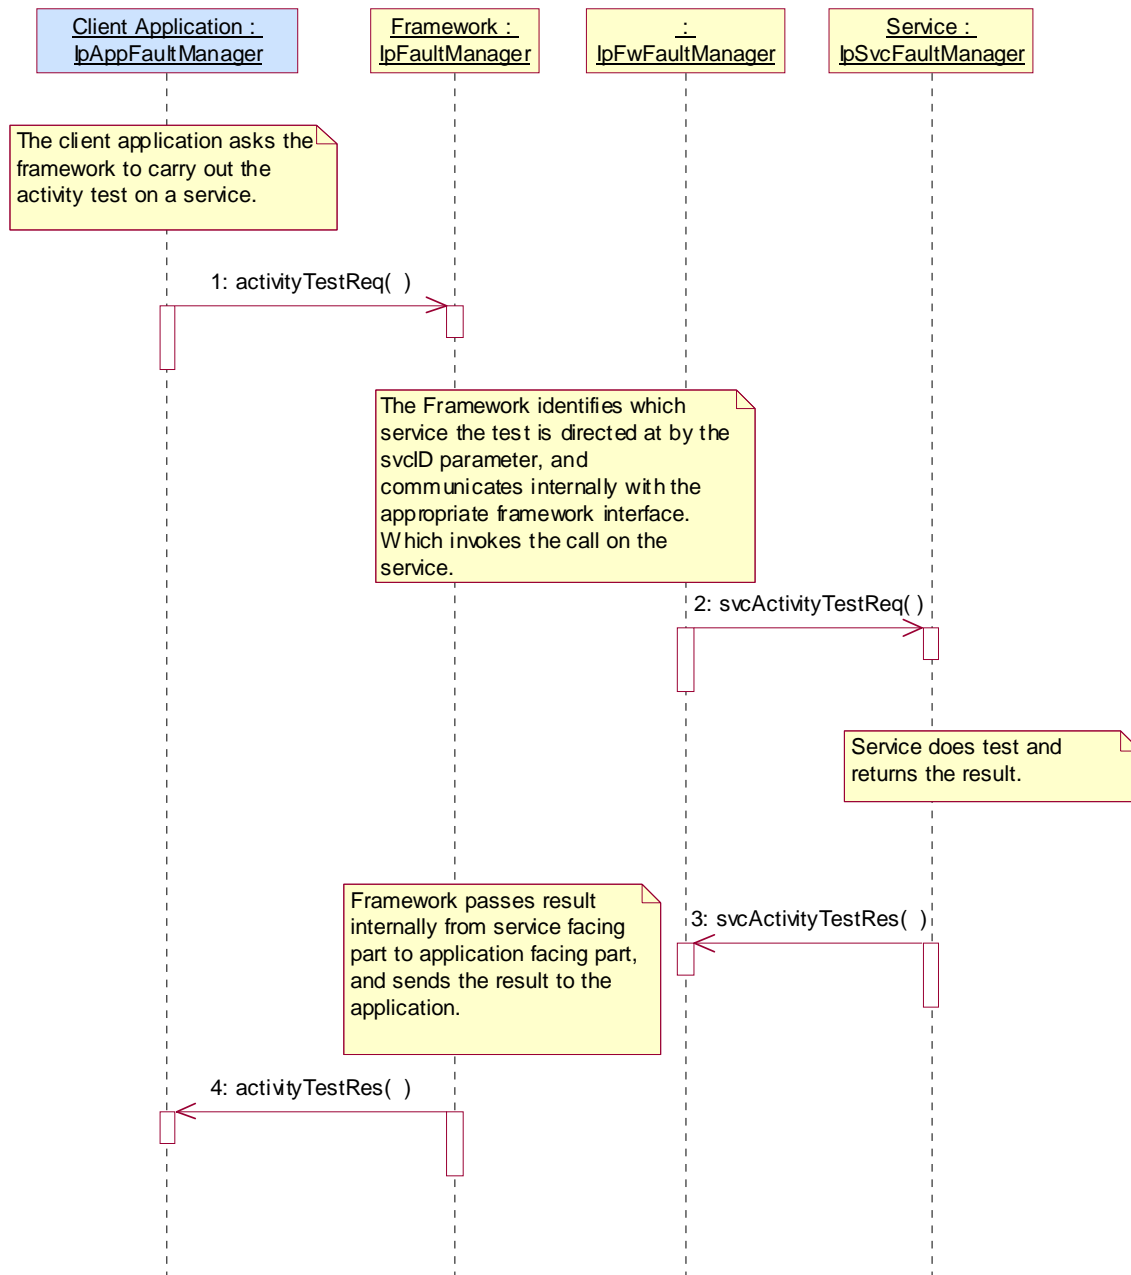 Client Application :
IpAppFaultManager
Framework :
IpFaultManager
:
IpFwFaultManager
Service :
IpSvcFaultManager
The client application asks the
framework to carry out the
activity test on a service.
1: activityTestReq( )
The Framework identifies which
service the test is directed at by the
svcID parameter, and
communicates internally with the
appropriate framework interface.
Which invokes the call on the
service.
2: svcActivityTestReq( )
Service does test and
returns the result.
Framework passes result
internally from service facing
part to application facing part,
and sends the result to the
application.
3: svcActivityTestRes( )
4: activityTestRes( )